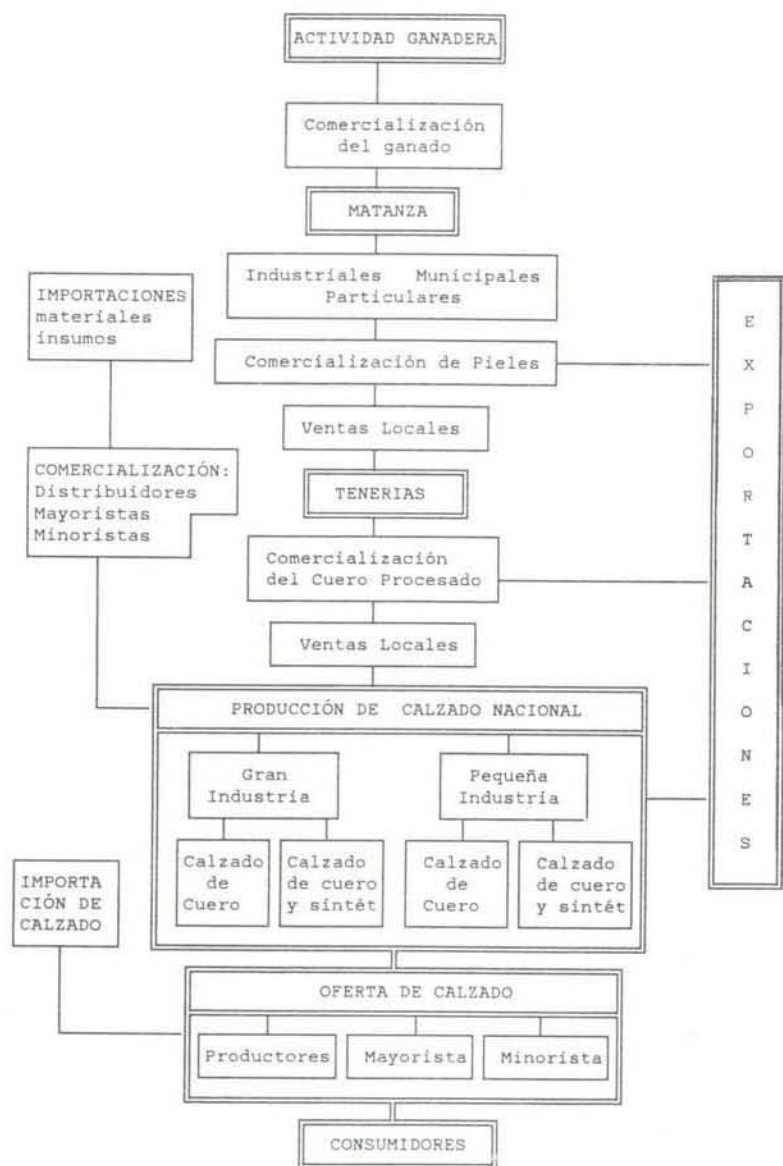 ACTIVIDAD GANADERA
Comercialización
del ganado
MATANZA
Industriales Municipales
Particulares
IMPORTACIONES
materiales
insumos
Comercialización de Pieles
Ventas Locales
COMERCIALIZACIÓN:
Distribuidores
Mayoristas
Minoristas
TENERIAS
Comercialización
del Cuero Procesado
Ventas Locales
EXPORTACIONES
PRODUCCIÓN DE CALZADO NACIONAL
Gran
Industria
Pequeña
Industria
Calzado
de
Cuero
Calzado
de cuero
y sintét
Calzado
de
Cuero
Calzado
de cuero
y sintét
IMPORTA
CIÓN DE
CALZADO
OFERTA DE CALZADO
Productores
Mayorista
Minorista
CONSUMIDORES